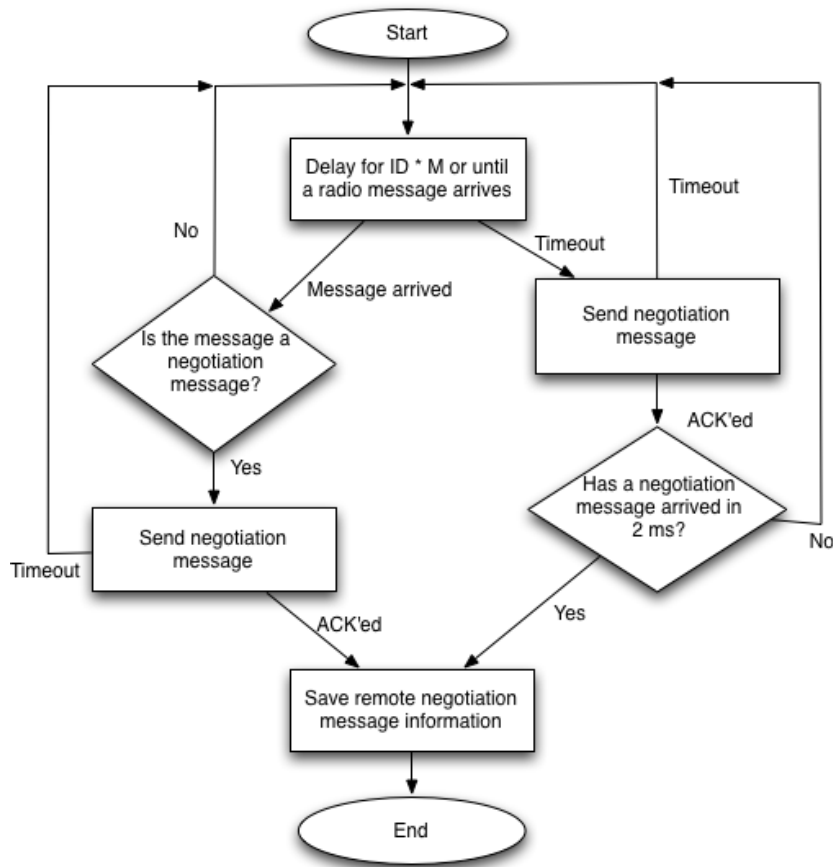 Start
Delay for ID * M or until
a radio message arrives
No
Timeout
Timeout
Message arrived
Is the message a
negotiation
message?
Send negotiation
message
ACK'ed
Yes
Has a negotiation
message arrived in
2 ms?
Send negotiation
message
No
Timeout
ACK'ed
Yes
Save remote negotiation
message information
End